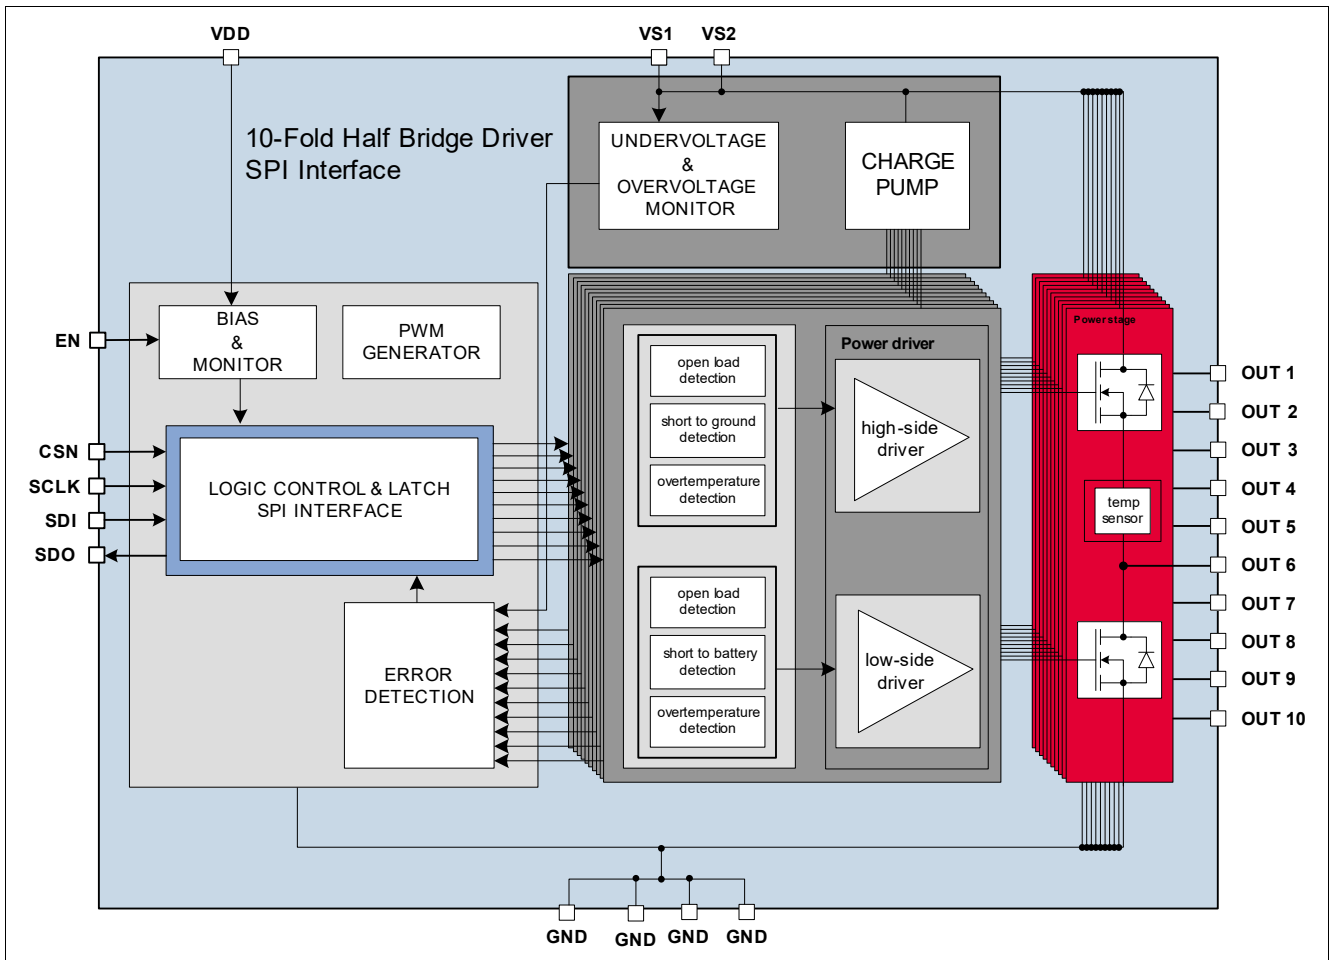 VDD
VS1
VS2
10-Fold Half Bridge Driver
SPI Interface
UNDERVOLTAGE
&
OVERVOLTAGE
MONITOR
CHARGE
PUMP
BIAS
&
MONITOR
PWM
GENERATOR
EN
CSN
SCLK
SDI
SDO
LOGIC CONTROL & LATCH
SPI INTERFACE
ERROR
DETECTION
open load
detection
short to ground
detection
overtemperature
detection
open load
detection
short to battery
detection
overtemperature
detection
Power driver
high-side
driver
low-side
driver
Power stage
temp
sensor
OUT 1
OUT 2
OUT 3
OUT 4
OUT 5
OUT 6
OUT 7
OUT 8
OUT 9
OUT 10
GND
GND
GND
GND